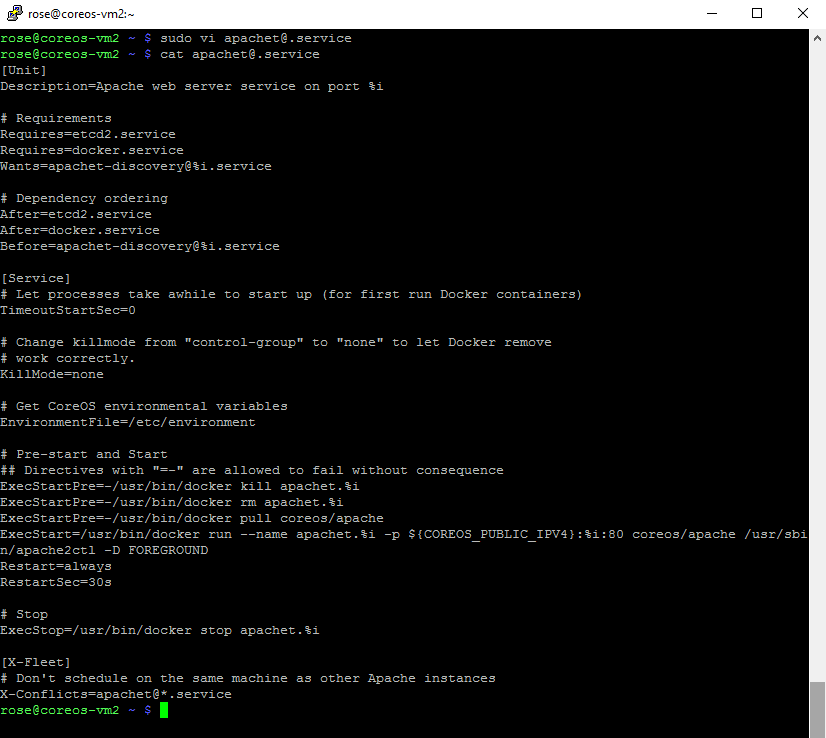 rose@coreos-vm2:~
rose@coreos-vm2 ~ $ sudo vi apachet@.service
rose@coreos-vm2 ~ $ cat apachet@.service
[Unit]
Description=Apache web server service on port %i

# Requirements
Requires=etcd2.service
Requires=docker.service
Wants=apachet-discovery@%i.service

# Dependency ordering
After=etcd2.service
After=docker.service
Before=apachet-discovery@%i.service

[Service]
# Let processes take awhile to start up (for first run Docker containers)
TimeoutStartSec=0

# Change killmode from "control-group" to "none" to let Docker remove
# work correctly.
KillMode=none

# Get CoreOS environmental variables
EnvironmentFile=/etc/environment

# Pre-start and Start
## Directives with "=-" are allowed to fail without consequence
ExecStartPre=-/usr/bin/docker kill apachet.%i
ExecStartPre=-/usr/bin/docker rm apachet.%i
ExecStartPre=-/usr/bin/docker pull coreos/apache
ExecStart=/usr/bin/docker run --name apachet.%i -p ${COREOS_PUBLIC_IPV4}:%i:80 coreos/apache /usr/sbi
n/apache2ctl -D FOREGROUND
Restart=always
RestartSec=30s

# Stop
ExecStop=/usr/bin/docker stop apachet.%i

[X-Fleet]
# Don't schedule on the same machine as other Apache instances
X-Conflicts=apachet@*.service
rose@coreos-vm2 ~ $